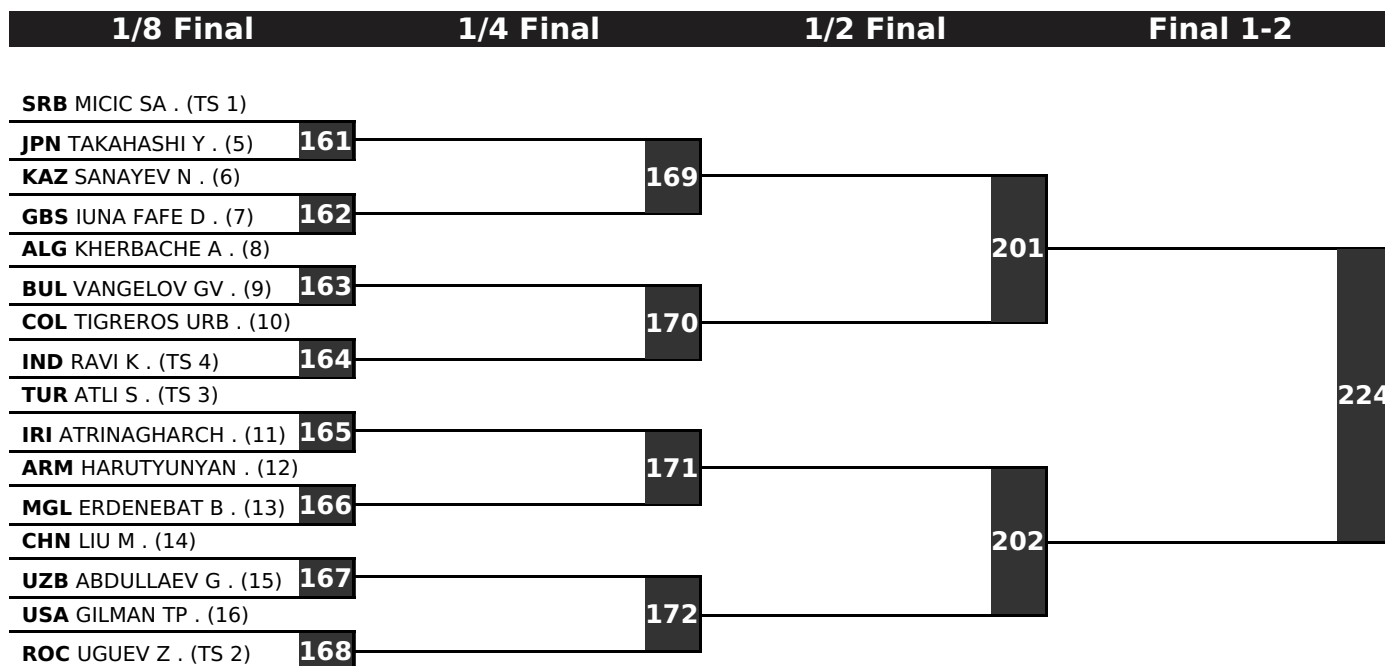 1/8 Final 1/4 Final 1/2 Final Final 1-2
SRB MICIC SA . (TS 1)
JPN TAKAHASHI Y . (5) 161
KAZ SANAYEV N . (6) 169
GBS IUNA FAFE D . (7) 162
ALG KHERBACHE A . (8) 201
BUL VANGELOV GV . (9) 163
COL TIGREROS URB . (10) 170
IND RAVI K . (TS 4) 164
TUR ATLI S . (TS 3) 224
IRI ATRINAGHARCH . (11) 165
ARM HARUTYUNYAN . (12) 171
MGL ERDENEBAT B . (13) 166
CHN LIU M . (14) 202
UZB ABDULLAEV G . (15) 167
USA GILMAN TP . (16) 172
ROC UGUEV Z . (TS 2) 168